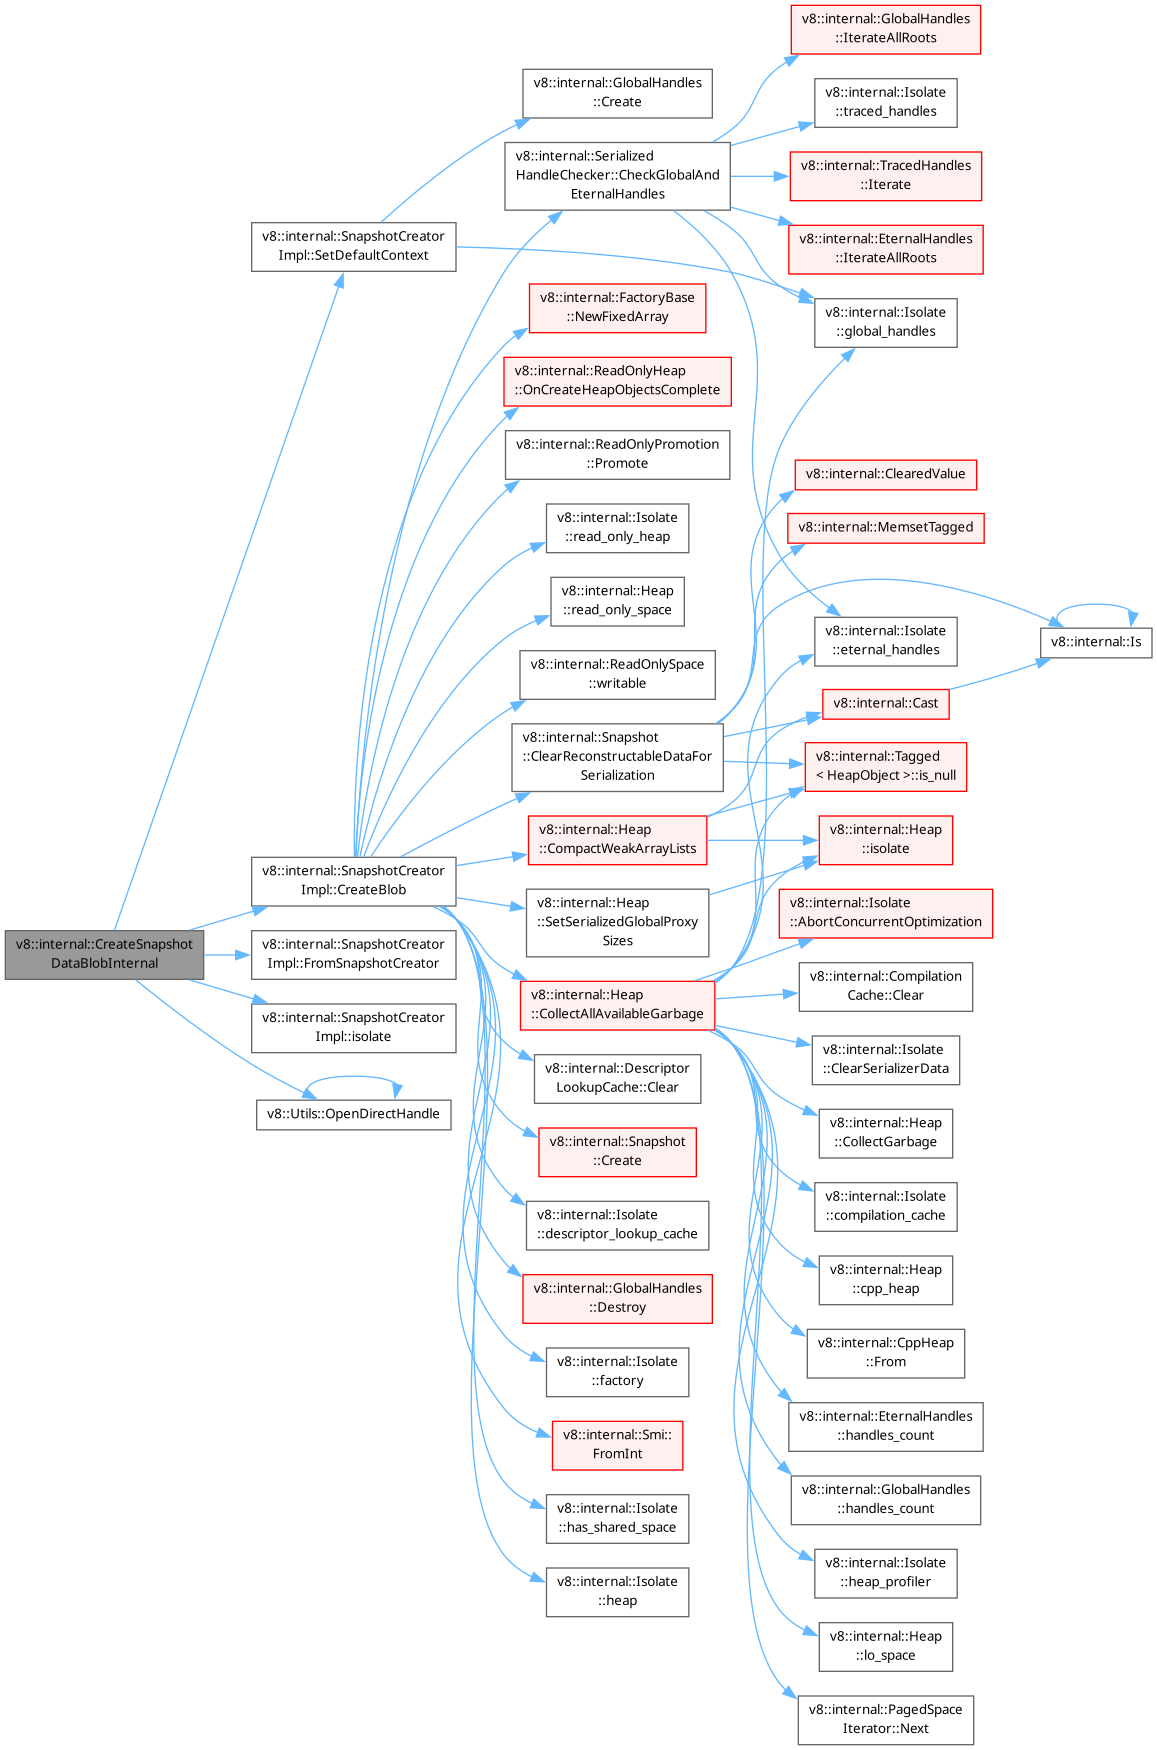 v8::internal::CreateSnapshot
DataBlobInternal
v8::internal::SnapshotCreator
Impl::SetDefaultContext
v8::internal::SnapshotCreator
Impl::CreateBlob
v8::internal::SnapshotCreator
Impl::FromSnapshotCreator
v8::internal::SnapshotCreator
Impl::isolate
v8::Utils::OpenDirectHandle
v8::internal::GlobalHandles
::Create
v8::internal::Serialized
HandleChecker::CheckGlobalAnd
EternalHandles
v8::internal::FactoryBase
::NewFixedArray
v8::internal::ReadOnlyHeap
::OnCreateHeapObjectsComplete
v8::internal::ReadOnlyPromotion
::Promote
v8::internal::Isolate
::read_only_heap
v8::internal::Heap
::read_only_space
v8::internal::ReadOnlySpace
::writable
v8::internal::Snapshot
::ClearReconstructableDataFor
Serialization
v8::internal::Heap
::CompactWeakArrayLists
v8::internal::Heap
::SetSerializedGlobalProxy
Sizes
v8::internal::Heap
::CollectAllAvailableGarbage
v8::internal::Descriptor
LookupCache::Clear
v8::internal::Snapshot
::Create
v8::internal::Isolate
::descriptor_lookup_cache
v8::internal::GlobalHandles
::Destroy
v8::internal::Isolate
::factory
v8::internal::Smi::
FromInt
v8::internal::Isolate
::has_shared_space
v8::internal::Isolate
::heap
v8::internal::GlobalHandles
::IterateAllRoots
v8::internal::Isolate
::traced_handles
v8::internal::TracedHandles
::Iterate
v8::internal::EternalHandles
::IterateAllRoots
v8::internal::Isolate
::global_handles
v8::internal::ClearedValue
v8::internal::MemsetTagged
v8::internal::Isolate
::eternal_handles
v8::internal::Cast
v8::internal::Tagged
< HeapObject >::is_null
v8::internal::Heap
::isolate
v8::internal::Isolate
::AbortConcurrentOptimization
v8::internal::Compilation
Cache::Clear
v8::internal::Isolate
::ClearSerializerData
v8::internal::Heap
::CollectGarbage
v8::internal::Isolate
::compilation_cache
v8::internal::Heap
::cpp_heap
v8::internal::CppHeap
::From
v8::internal::EternalHandles
::handles_count
v8::internal::GlobalHandles
::handles_count
v8::internal::Isolate
::heap_profiler
v8::internal::Heap
::lo_space
v8::internal::PagedSpace
Iterator::Next
v8::internal::Is